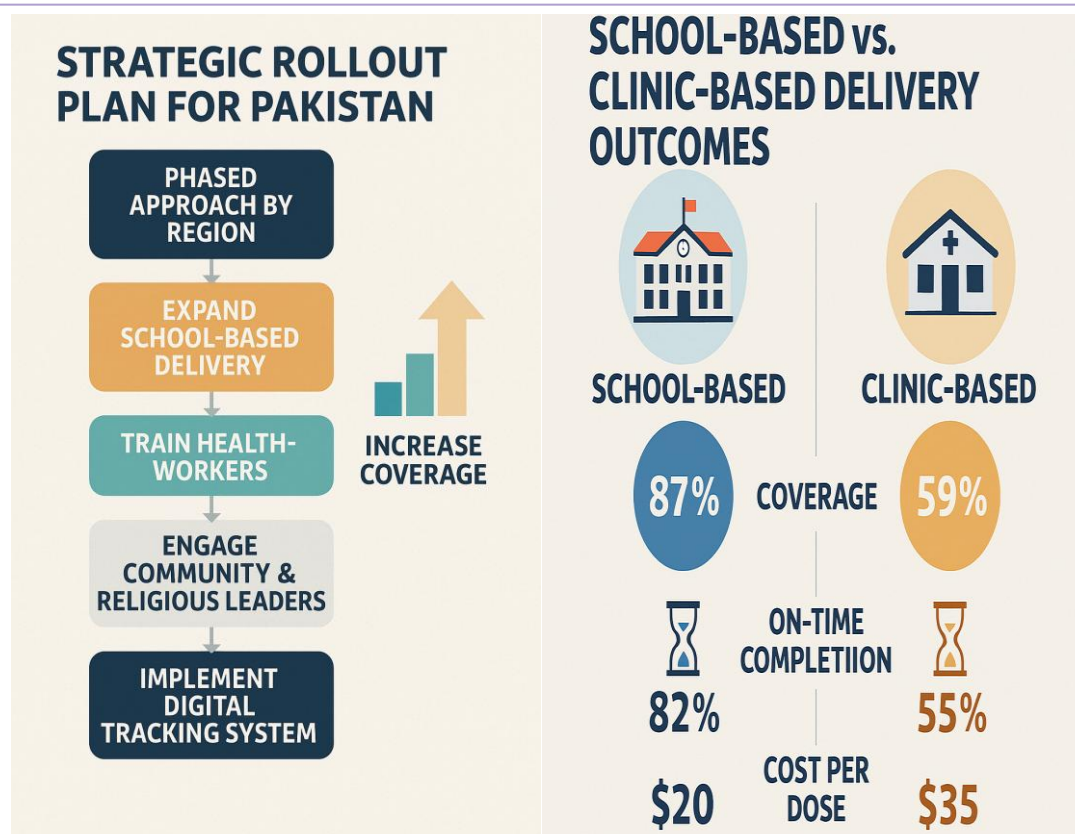 STRATEGIC ROLLOUT
PLAN FOR PAKISTAN
PHASED
APPROACH BY
REGION
EXPAND
SCHOOL-BASED
DELIVERY
TRAIN HEALTH-
WORKERS
ENGAGE
COMMUNITY &
RELIGIOUS LEADERS
IMPLEMENT
DIGITAL
TRACKING SYSTEM
INCREASE
COVERAGE
SCHOOL-BASED vs.
CLINIC-BASED DELIVERY
OUTCOMES
SCHOOL-BASED
CLINIC-BASED
87%
COVERAGE
59%
ON-TIME
COMPLETIION
82%
55%
COST PER
DOSE
$20
$35